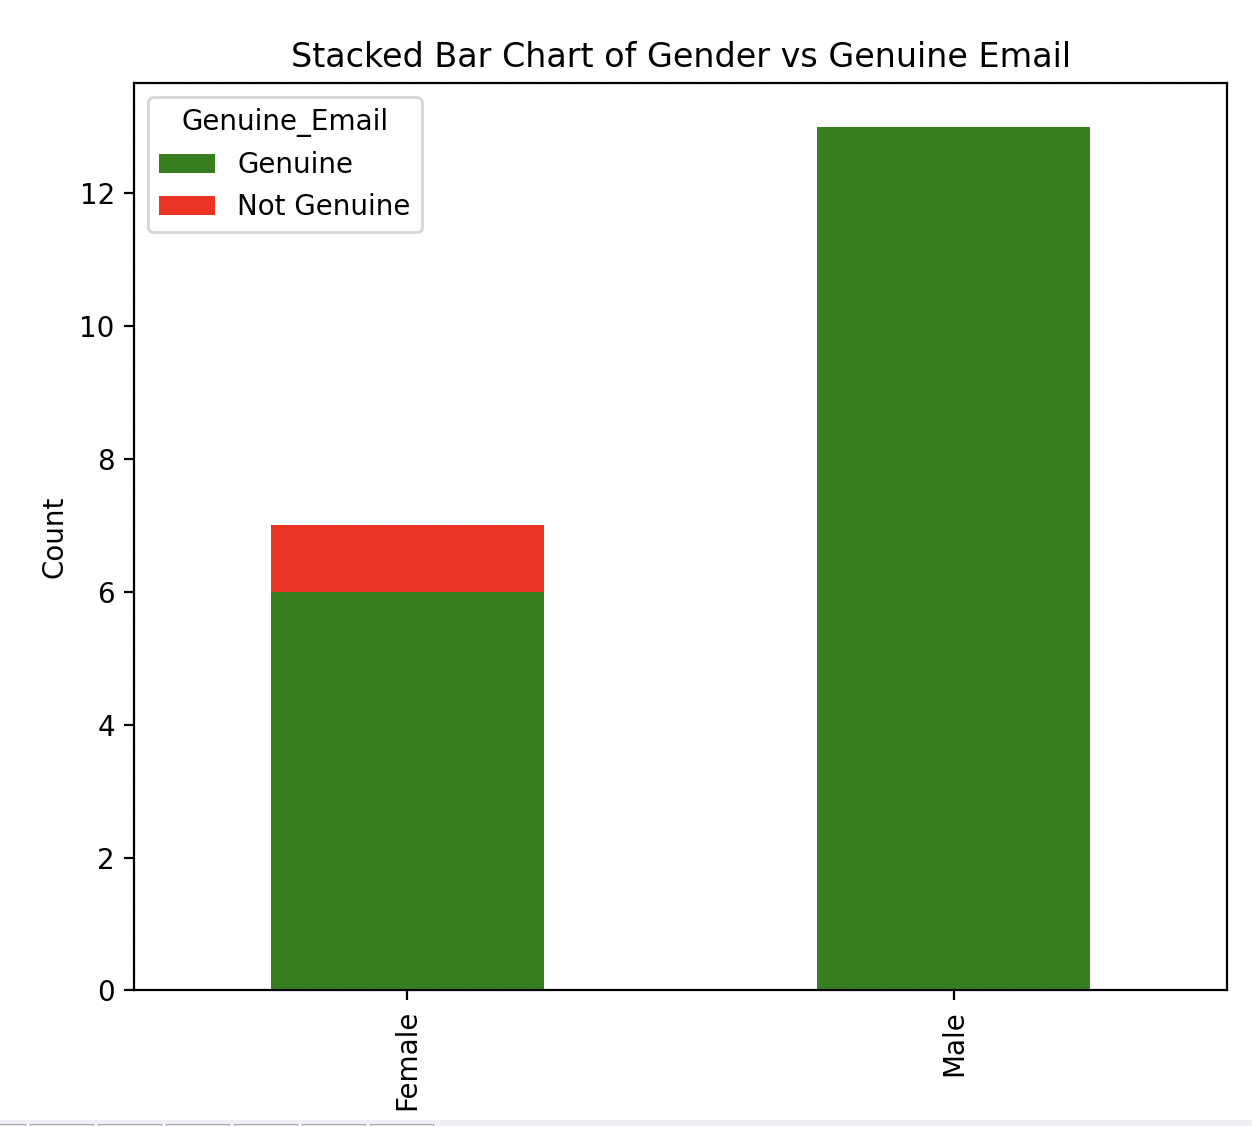 Stacked Bar Chart of Gender vs Genuine Email
Genuine_Email
Genuine
Not Genuine
12
10
8
6
4
2
0
Count
Female
Male